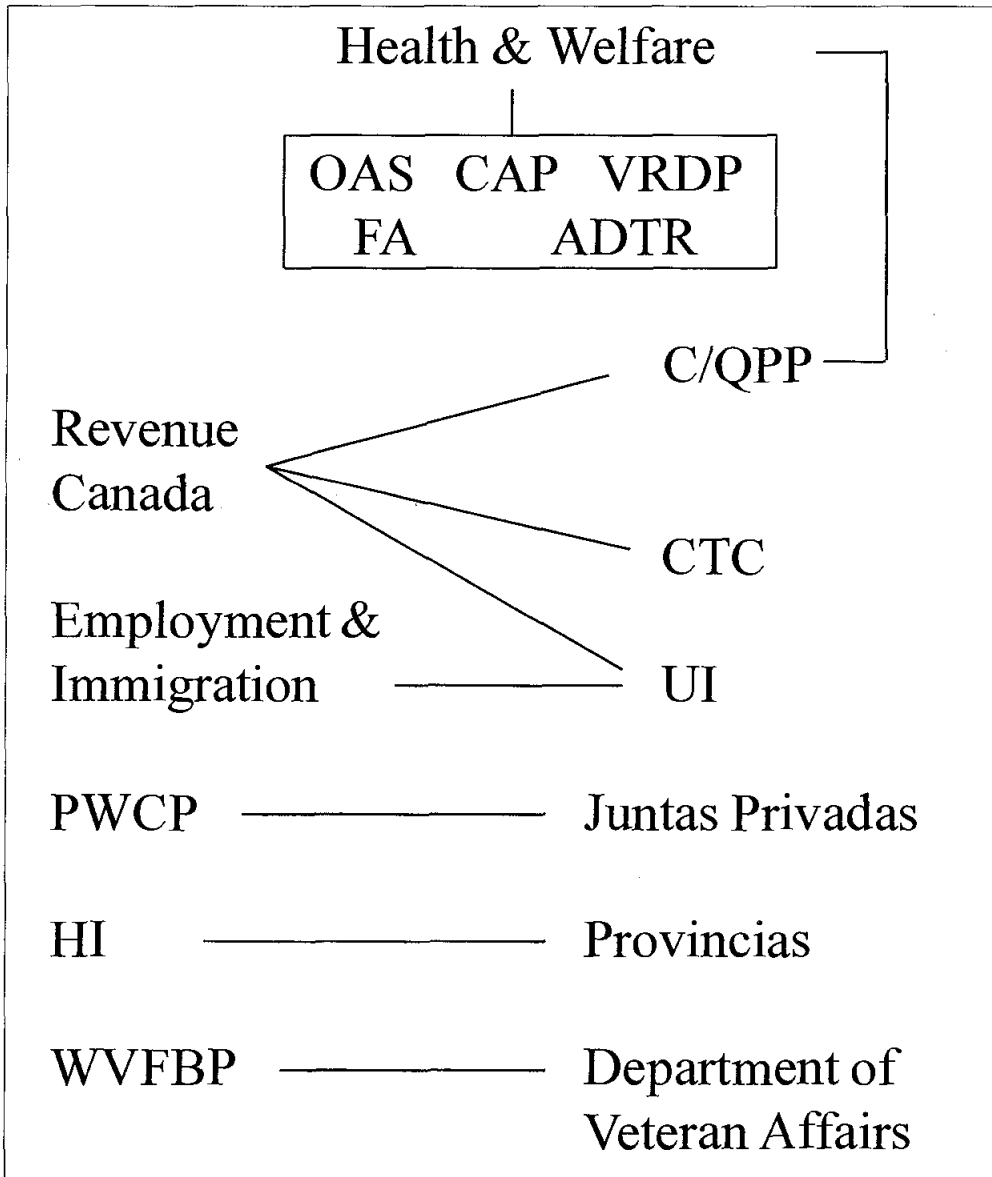 Health & Welfare
OAS CAP VRDP
FA ADTR
C/QPP
Revenue
Canada
CTC
Employment &
Immigration
UI
PWCP Juntas Privadas
HI Provincias
WVFBP Department of
Veteran Affairs